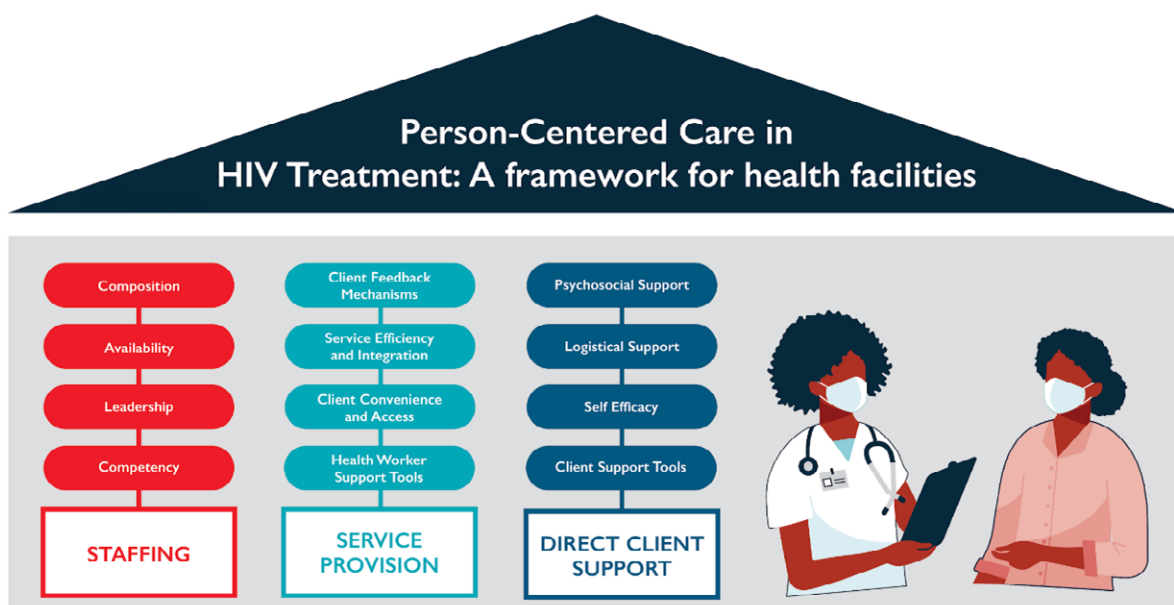 Person-Centered Care in
HIV Treatment: A framework for health facilities
Composition
Availability
Leadership
Competency
STAFFING
Client Feedback
Mechanisms
Service Efficiency
and Integration
Client Convenience
and Access
Health Worker
Support Tools
SERVICE
PROVISION
Psychosocial Support
Logistical Support
Self Efficacy
Client Support Tools
DIRECT CLIENT
SUPPORT